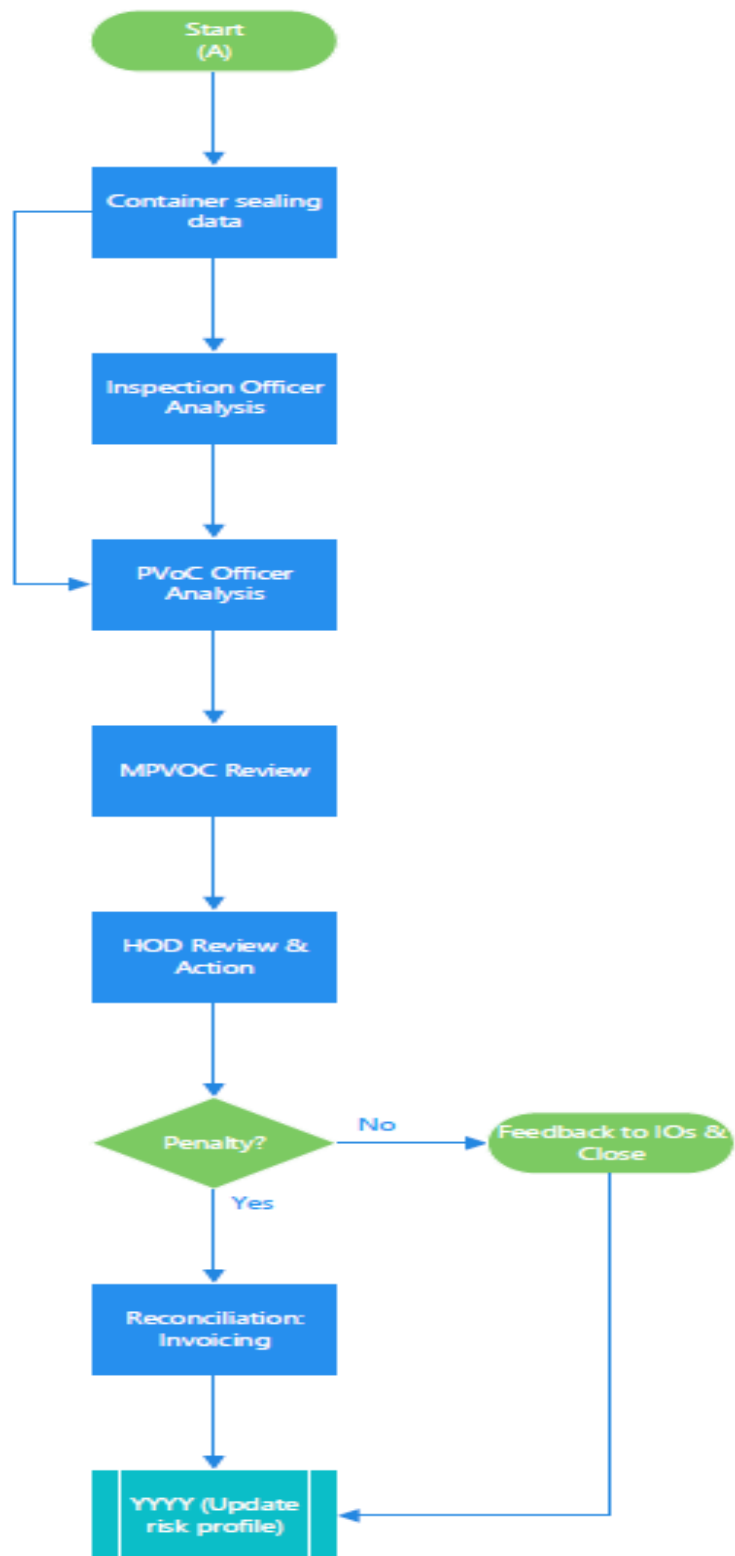 Start
(A)
Container sealing
data
Inspection Officer
Analysis
PVoC Officer
Analysis
MPVOC Review
HOD Review &
Action
Penalty?
No
Feedback to IOs &
Close
Yes
Reconciliation:
Invoicing
YYYY (Update
risk profile)